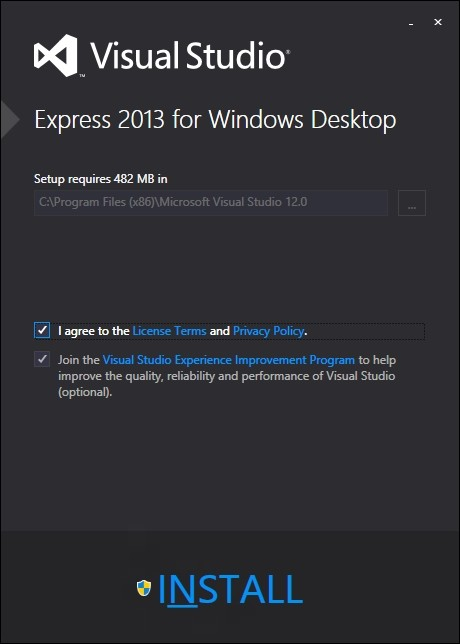 Visual Studio®
Express 2013 for Windows Desktop
Setup requires 482 MB in
C:\Program Files (x86)\Microsoft Visual Studio 12.0
...
I agree to the License Terms and Privacy Policy.
Join the Visual Studio Experience Improvement Program to help
improve the quality, reliability and performance of Visual Studio
(optional).
INSTALL